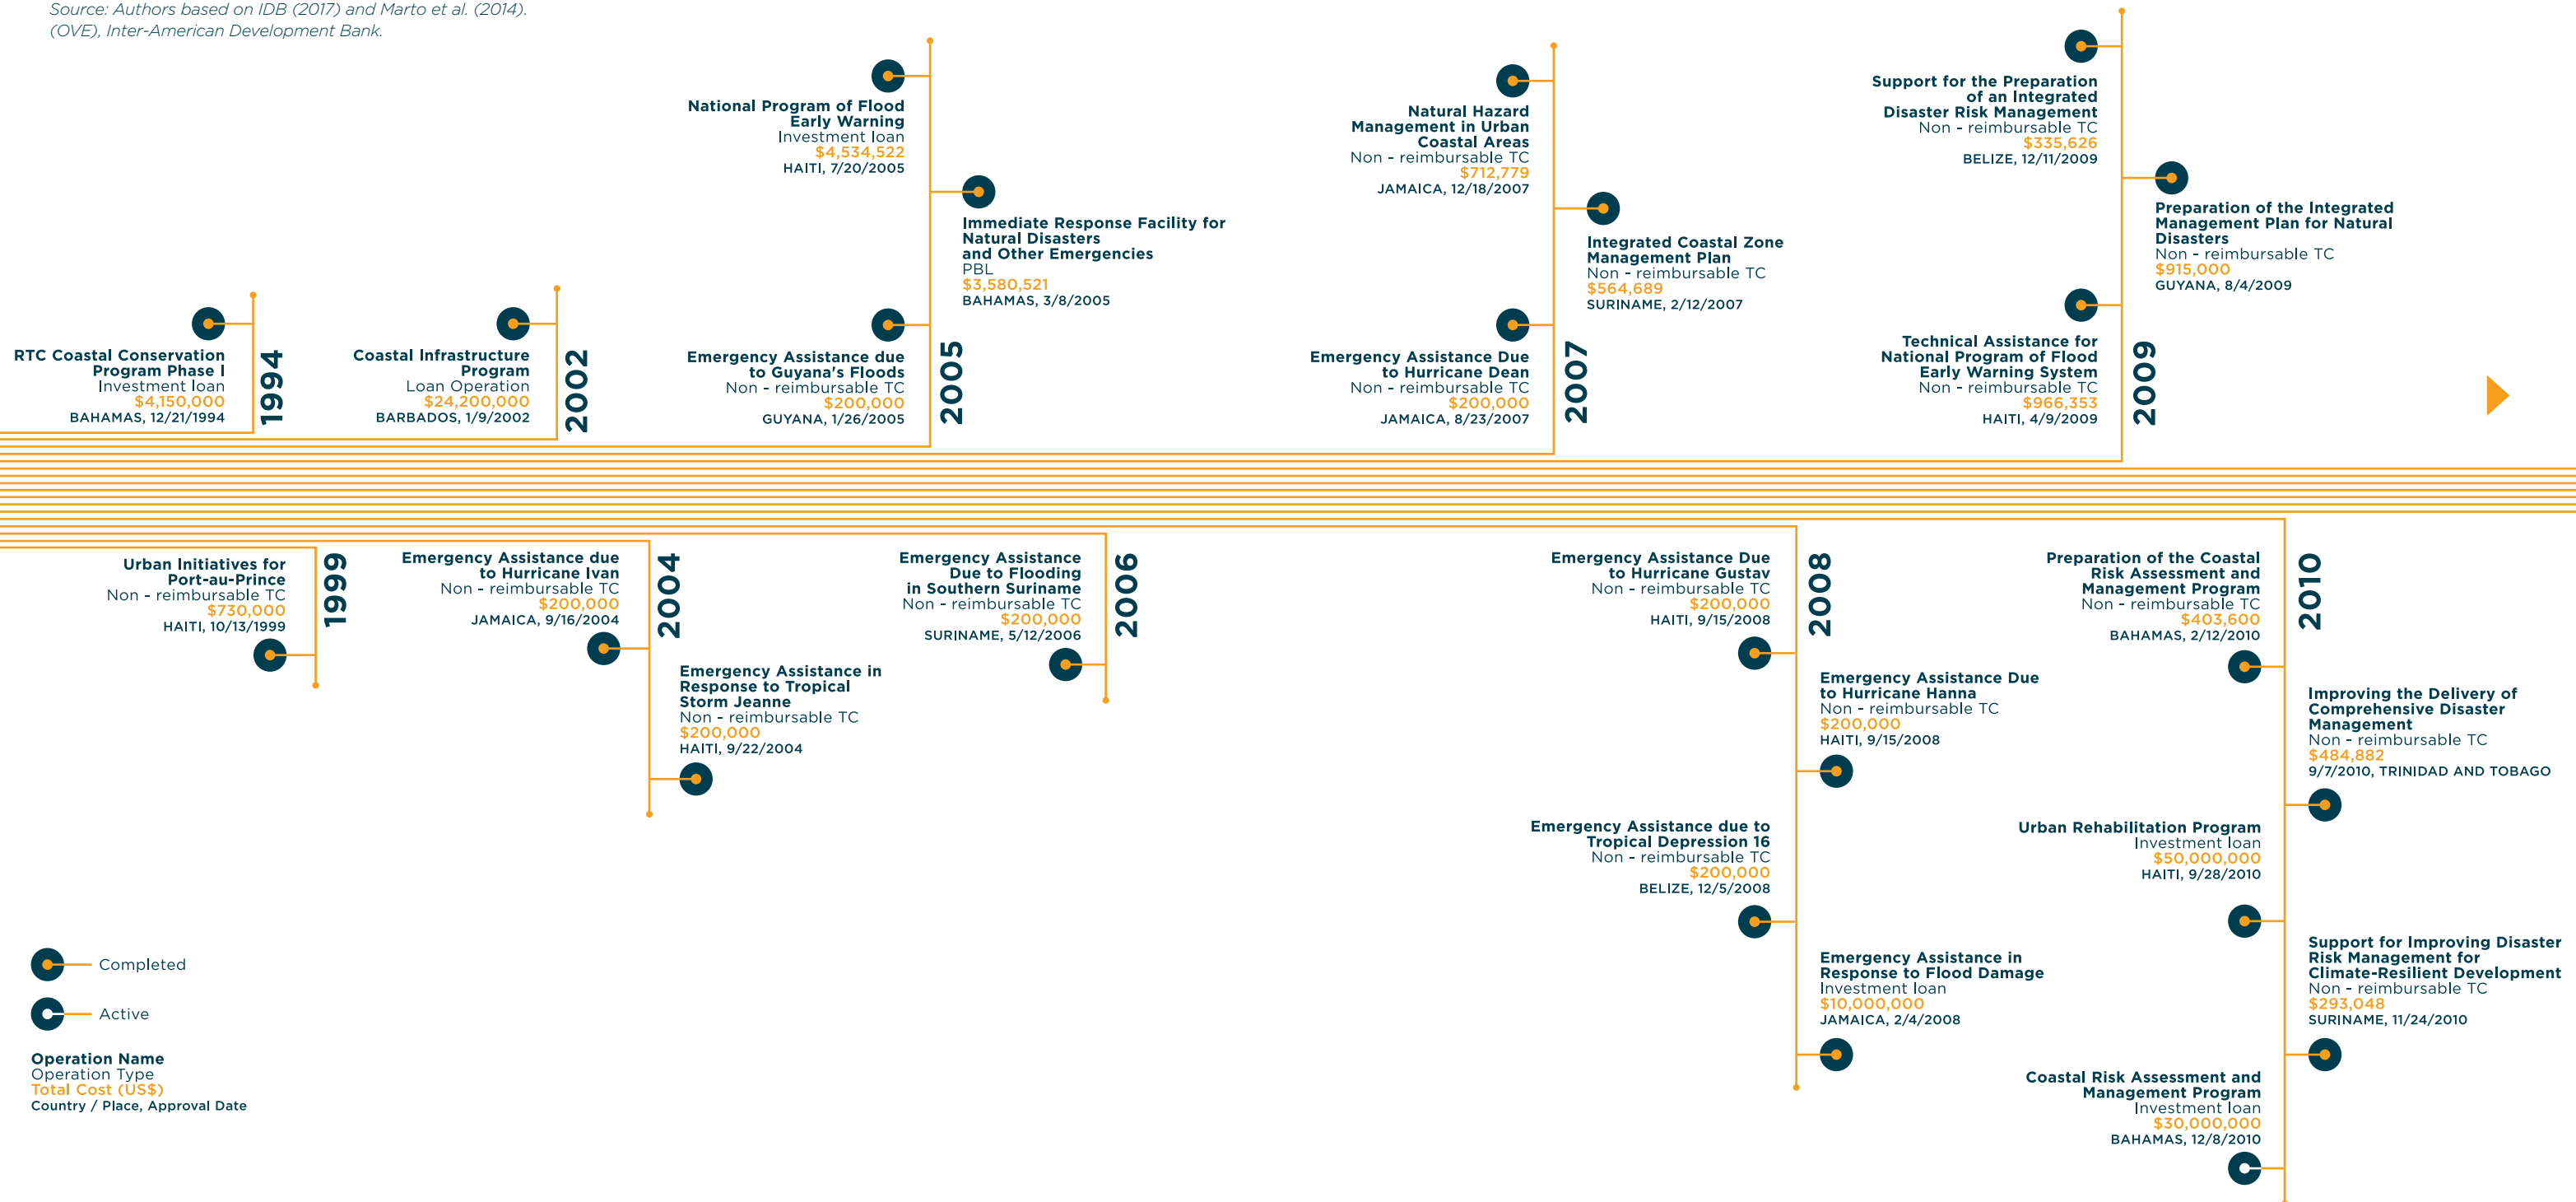 Source: Authors based on IDB (2017) and Marto et al. (2014).
(OVE), Inter-American Development Bank.
RTC Coastal Conservation
Program Phase I
Investment loan
$4,150,000
BAHAMAS, 12/21/1994
1994
Coastal Infrastructure
Program
Loan Operation
$24,200,000
BARBADOS, 1/9/2002
2002
National Program of Flood
Early Warning
Investment loan
$4,534,522
HAITI, 7/20/2005
Immediate Response Facility for
Natural Disasters
and Other Emergencies
PBL
$3,580,521
BAHAMAS, 3/8/2005
Emergency Assistance due
to Guyana's Floods
Non - reimbursable TC
$200,000
GUYANA, 1/26/2005
2005
Natural Hazard
Management in Urban
Coastal Areas
Non - reimbursable TC
$712,779
JAMAICA, 12/18/2007
Integrated Coastal Zone
Management Plan
Non - reimbursable TC
$564,689
SURINAME, 2/12/2007
Emergency Assistance Due
to Hurricane Dean
Non - reimbursable TC
$200,000
JAMAICA, 8/23/2007
2007
Support for the Preparation
of an Integrated
Disaster Risk Management
Non - reimbursable TC
$335,626
BELIZE, 12/11/2009
Preparation of the Integrated
Management Plan for Natural
Disasters
Non - reimbursable TC
$915,000
GUYANA, 8/4/2009
Technical Assistance for
National Program of Flood
Early Warning System
Non - reimbursable TC
$966,353
HAITI, 4/9/2009
2009
Urban Initiatives for
Port-au-Prince
Non - reimbursable TC
$730,000
HAITI, 10/13/1999
1999
Emergency Assistance due
to Hurricane Ivan
Non - reimbursable TC
$200,000
JAMAICA, 9/16/2004
2004
Emergency Assistance in
Response to Tropical
Storm Jeanne
Non - reimbursable TC
$200,000
HAITI, 9/22/2004
Emergency Assistance
Due to Flooding
in Southern Suriname
Non - reimbursable TC
$200,000
SURINAME, 5/12/2006
2006
Emergency Assistance Due
to Hurricane Gustav
Non - reimbursable TC
$200,000
HAITI, 9/15/2008
2008
Emergency Assistance Due
to Hurricane Hanna
Non - reimbursable TC
$200,000
HAITI, 9/15/2008
Emergency Assistance due to
Tropical Depression 16
Non - reimbursable TC
$200,000
BELIZE, 12/5/2008
Emergency Assistance in
Response to Flood Damage
Investment loan
$10,000,000
JAMAICA, 2/4/2008
Preparation of the Coastal
Risk Assessment and
Management Program
Non - reimbursable TC
$403,600
BAHAMAS, 2/12/2010
2010
Improving the Delivery of
Comprehensive Disaster
Management
Non - reimbursable TC
$484,882
9/7/2010, TRINIDAD AND TOBAGO
Urban Rehabilitation Program
Investment loan
$50,000,000
HAITI, 9/28/2010
Support for Improving Disaster
Risk Management for
Climate-Resilient Development
Non - reimbursable TC
$293,048
SURINAME, 11/24/2010
Coastal Risk Assessment and
Management Program
Investment loan
$30,000,000
BAHAMAS, 12/8/2010
Completed
Active
Operation Name
Operation Type
Total Cost (US$)
Country / Place, Approval Date